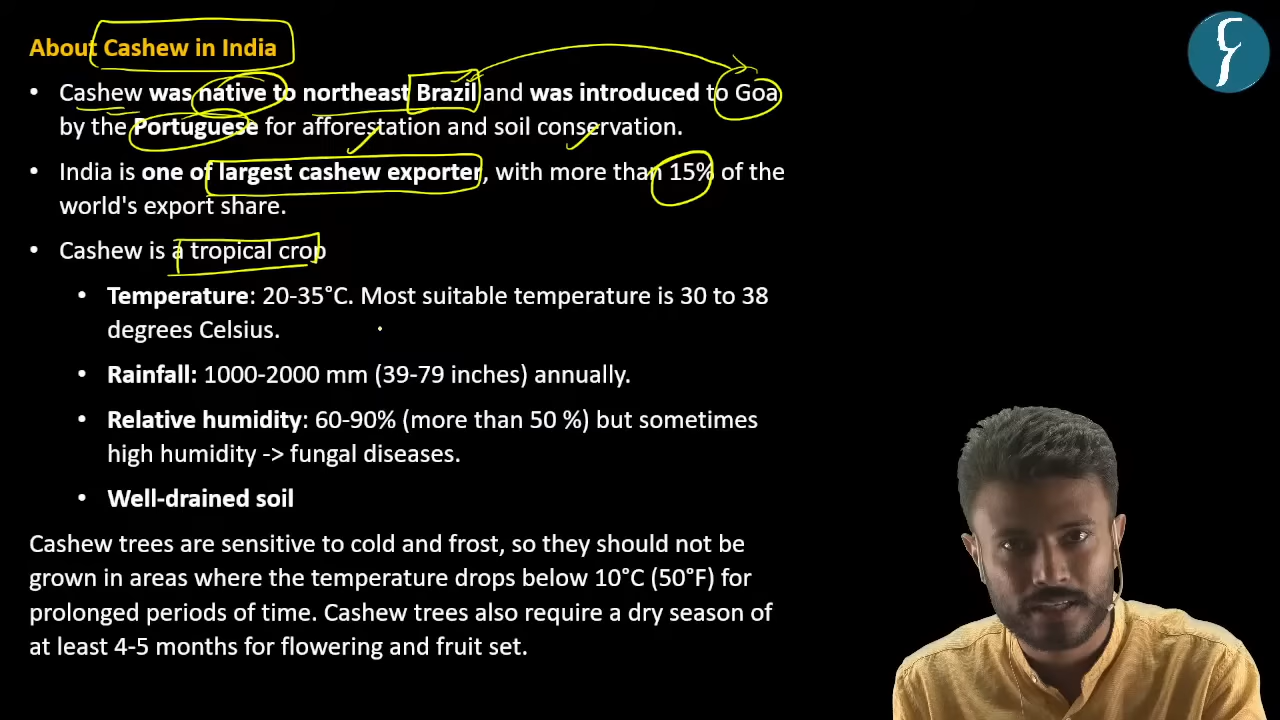 About Cashew in India
• Cashew was native to northeast Brazil and was introduced to Goa
by the Portuguese for afforestation and soil conservation.
• India is one of largest cashew exporter, with more than 15% of the
world's export share.
• Cashew is a tropical crop
• Temperature: 20-35°C. Most suitable temperature is 30 to 38
degrees Celsius.
• Rainfall: 1000-2000 mm (39-79 inches) annually.
• Relative humidity: 60-90% (more than 50 %) but sometimes
high humidity -> fungal diseases.
• Well-drained soil
Cashew trees are sensitive to cold and frost, so they should not be
grown in areas where the temperature drops below 10°C (50°F) for
prolonged periods of time. Cashew trees also require a dry season of
at least 4-5 months for flowering and fruit set.